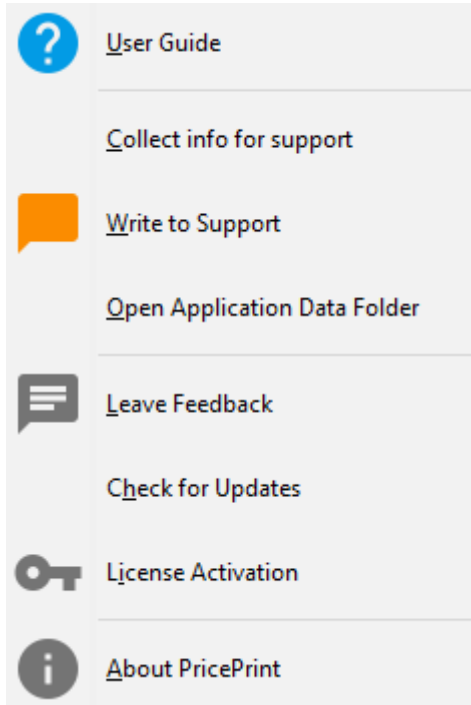 User Guide
Collect info for support
Write to Support
Open Application Data Folder
Leave Feedback
Check for Updates
License Activation
About PricePrint